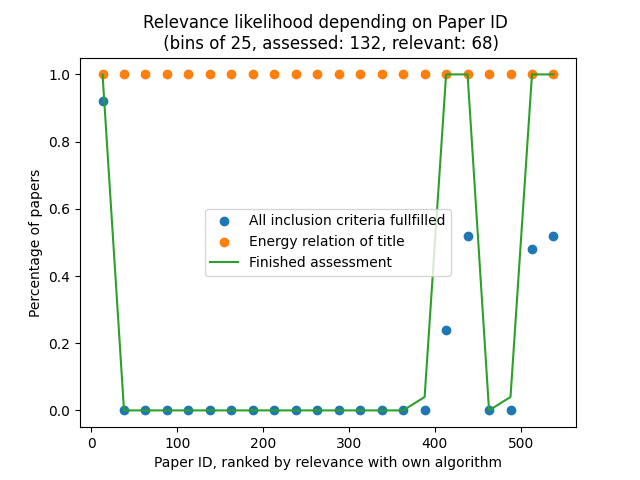 Relevance likelihood depending on Paper ID
(bins of 25, assessed: 132, relevant: 68)
1.0
0.8
0.6
0.4
0.2
0.0
Percentage of papers
All inclusion criteria fullfilled
Energy relation of title
Finished assessment
0 100 200 300 400 500
Paper ID, ranked by relevance with own algorithm